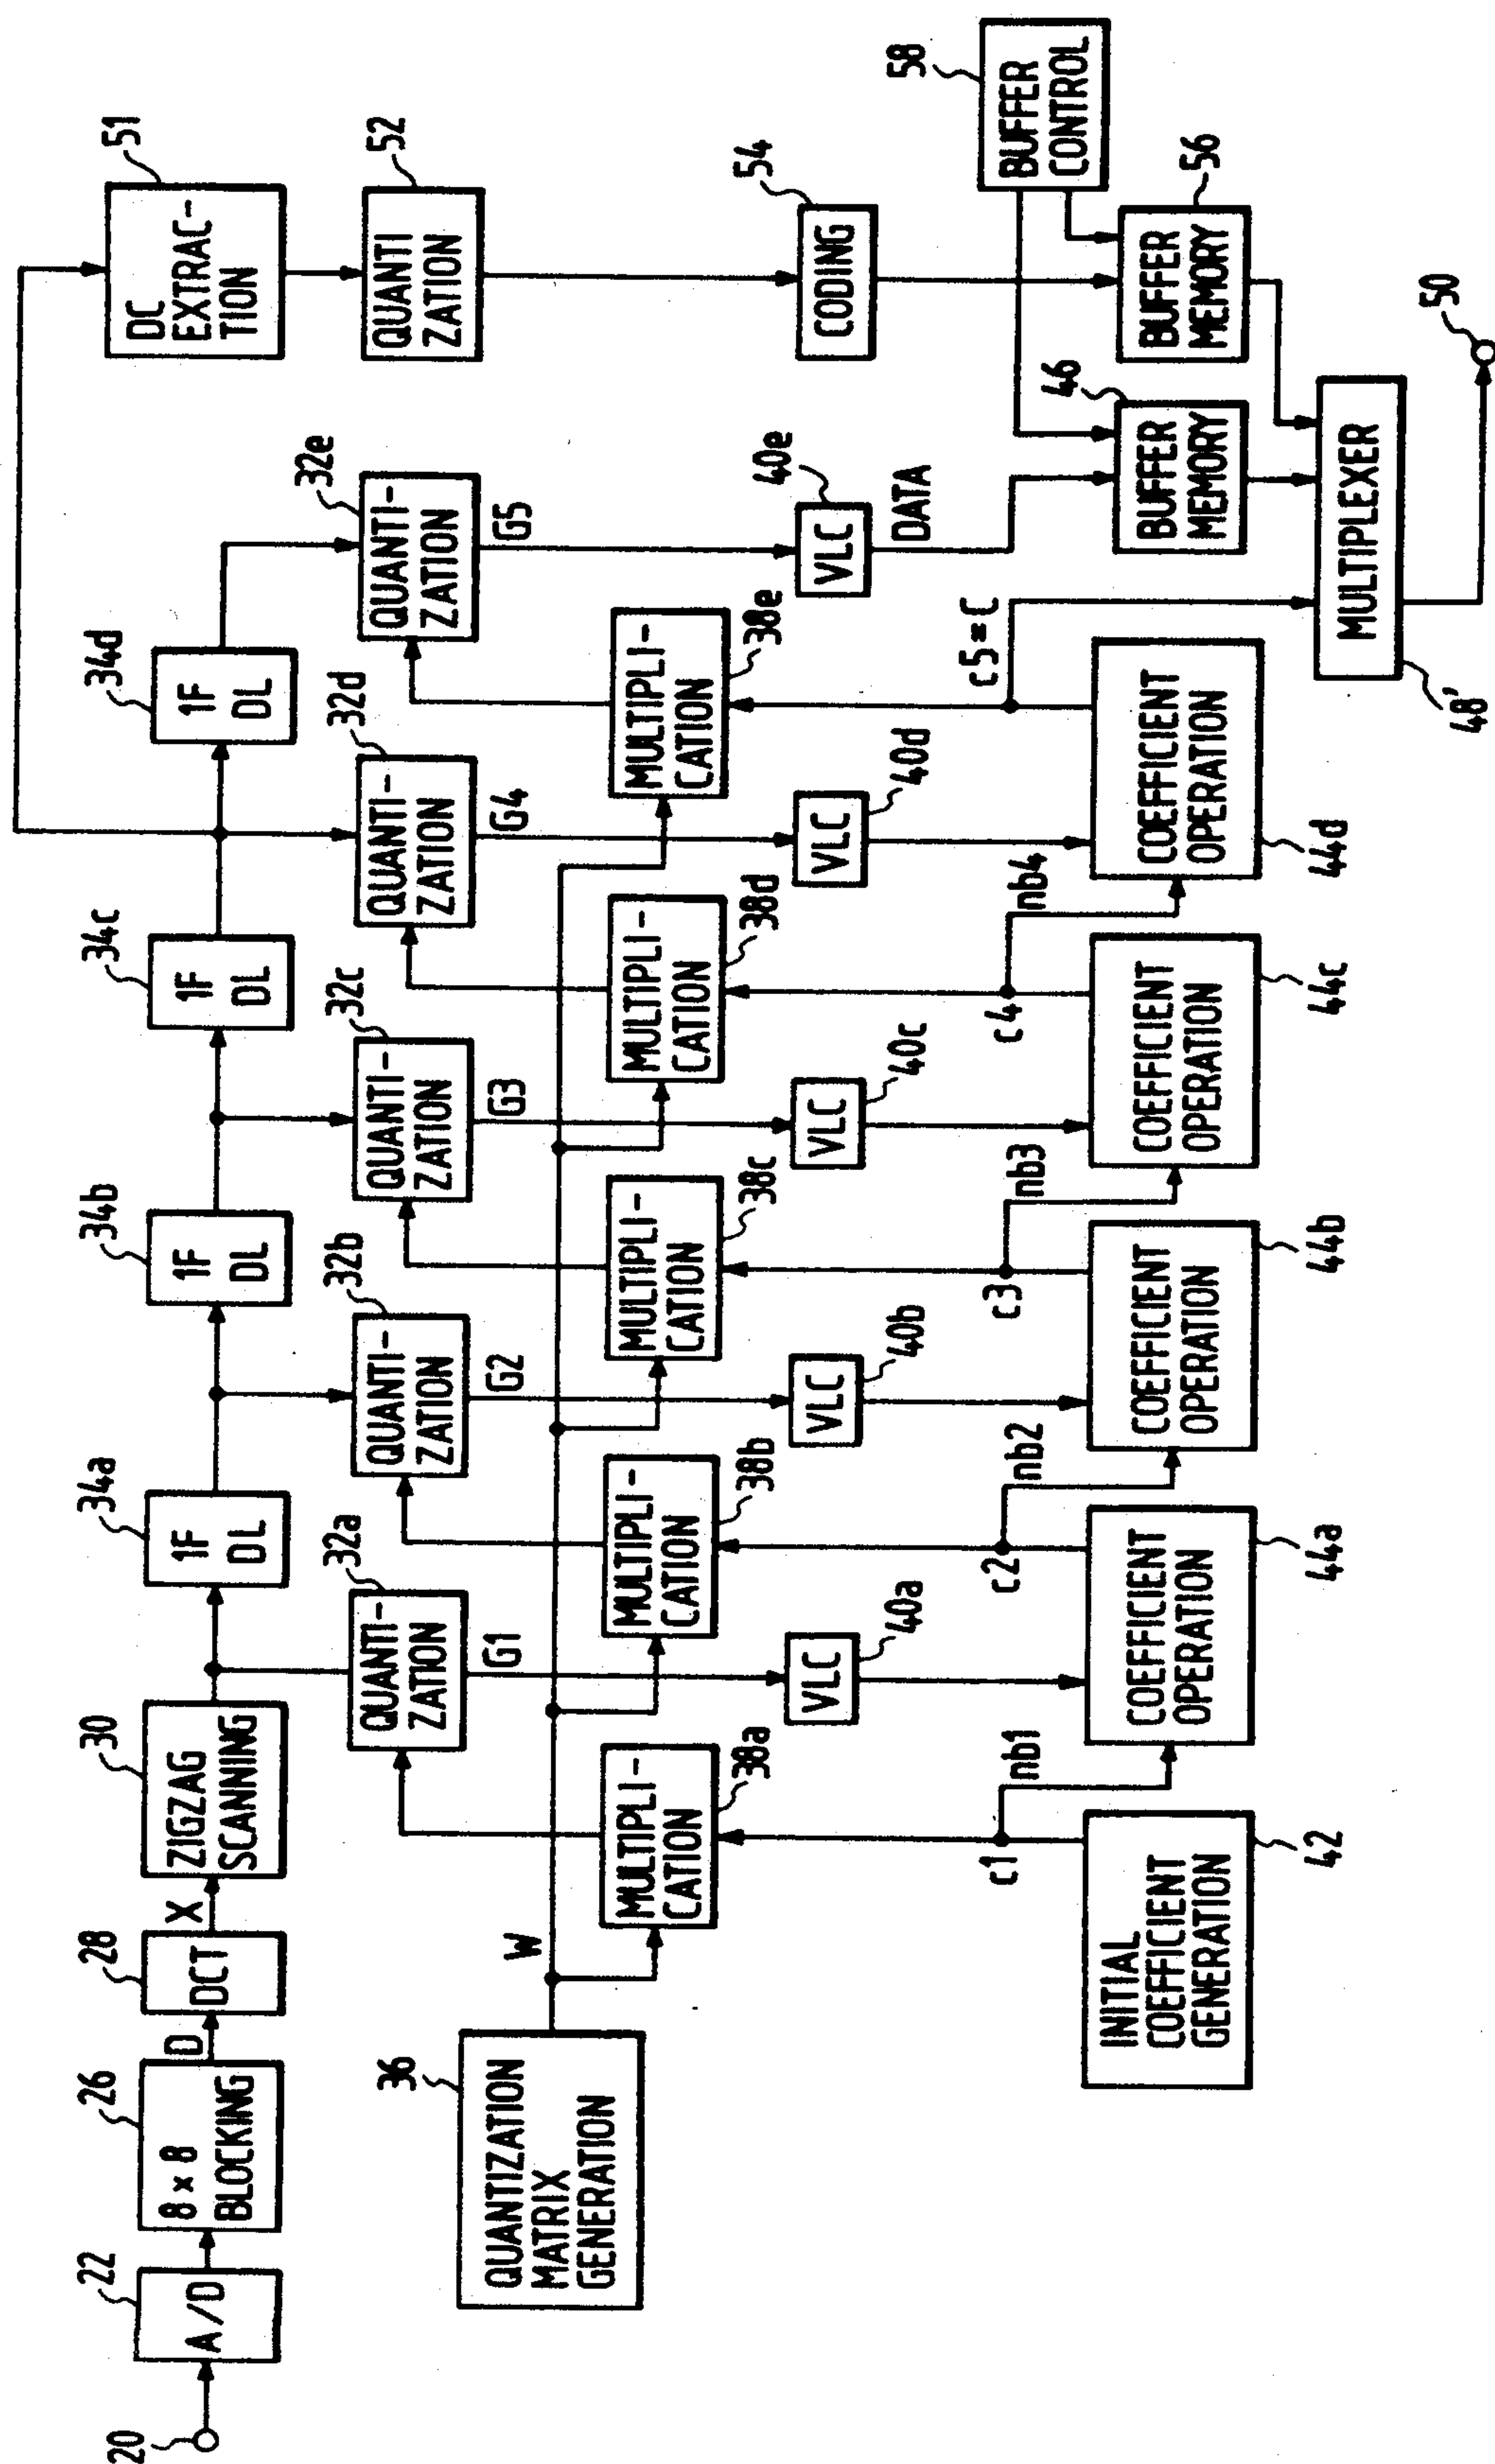 20
22
A/D
26
8 × 8
BLOCKING
D
28
DCT
X
30
ZIGZAG
SCANNING
34a
1F
DL
34b
1F
DL
34c
1F
DL
34d
1F
DL
51
DC
EXTRAC-
TION
32a
QUANTI-
ZATION
32b
QUANTI-
ZATION
32c
QUANTI-
ZATION
32d
QUANTI-
ZATION
32e
QUANTI-
ZATION
52
QUANTI
ZATION
G1
G2
G3
G4
G5
36
QUANTIZATION
MATRIX
GENERATION
W
MULTIPLI-
CATION
38a
MULTIPLI-
CATION
38b
MULTIPLI-
CATION
38c
MULTIPLI-
CATION
38d
MULTIPLI-
CATION
38e
VLC
40a
VLC
40b
VLC
40c
VLC
40d
VLC
40e
54
CODING
DATA
c1
nb1
c2
nb2
c3
nb3
c4
nb4
c5=C
58
BUFFER
CONTROL
INITIAL
COEFFICIENT
GENERATION
42
COEFFICIENT
OPERATION
44a
COEFFICIENT
OPERATION
44b
COEFFICIENT
OPERATION
44c
COEFFICIENT
OPERATION
44d
46
BUFFER
MEMORY
56
BUFFER
MEMORY
MULTIPLEXER
48'
50